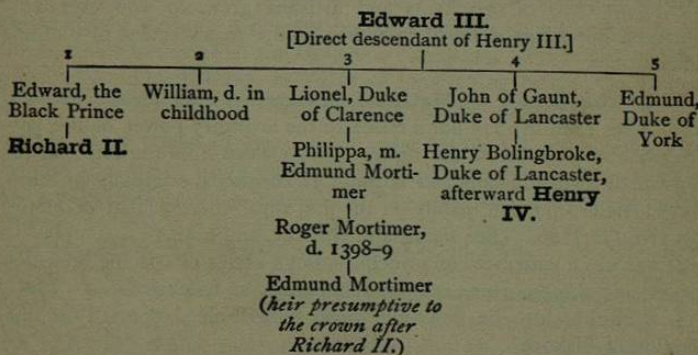 Edward III.
[Direct descendant of Henry III.]
1 2 3 4 5
Edward, the
Black Prince
Richard II.
William, d. in
childhood
Lionel, Duke
of Clarence
Philippa, m.
Edmund Morti-
mer
Roger Mortimer,
d. 1398-9
Edmund Mortimer
(heir presumptive to
the crown after
Richard II.)
John of Gaunt,
Duke of Lancaster
Henry Bolingbroke,
Duke of Lancaster,
afterward Henry
IV.
Edmund,
Duke of
York